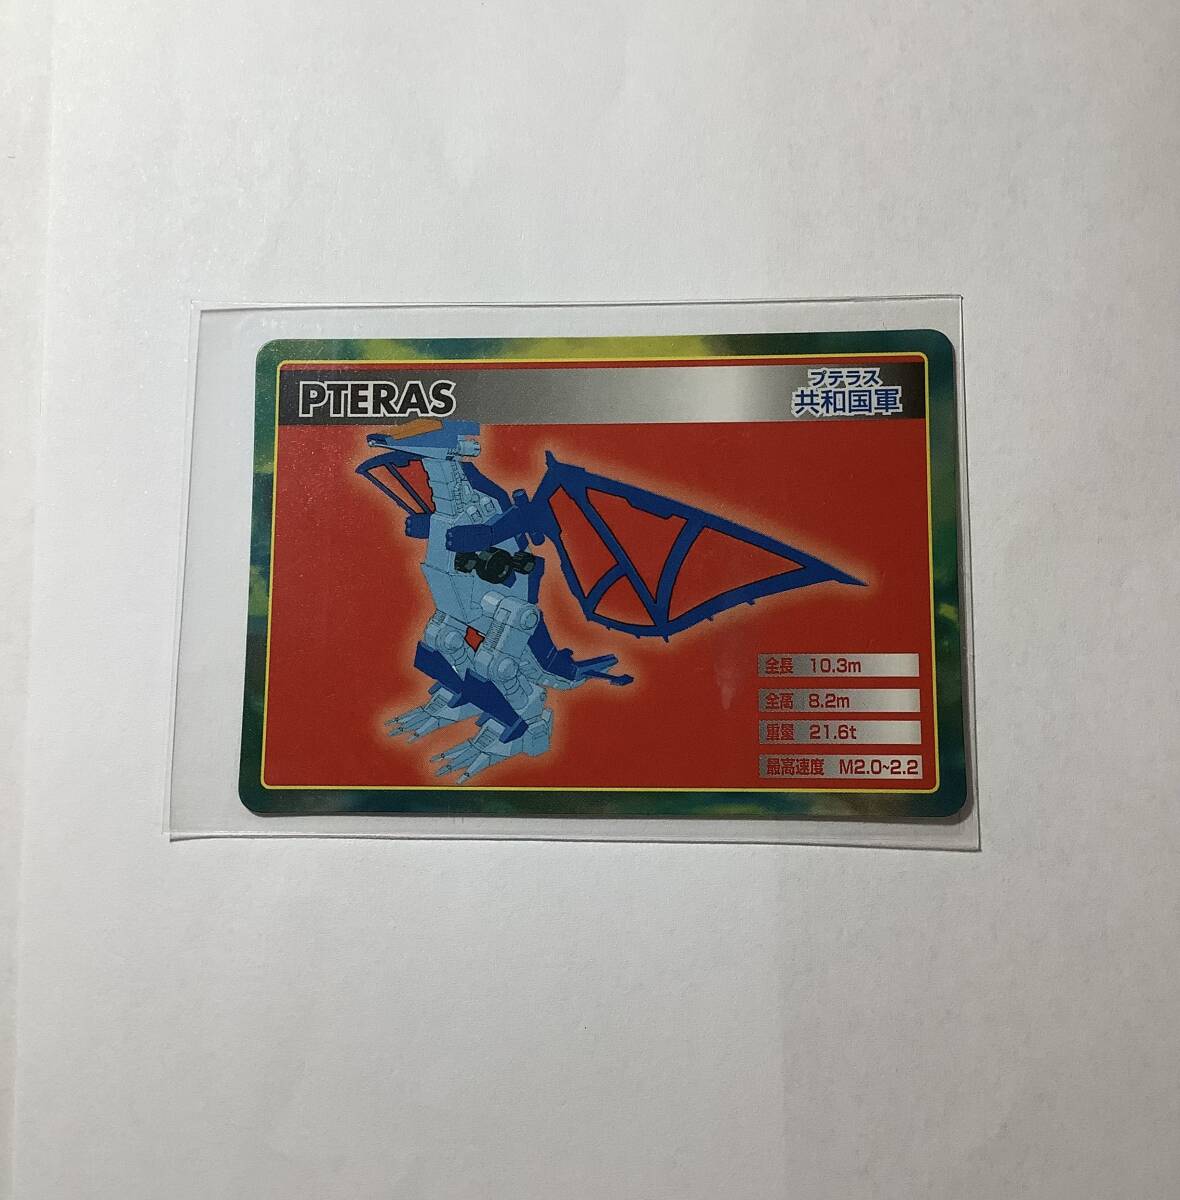 PTERAS
プテラス
共和国軍
全長 10.3m
全高 8.2m
重量 21.6t
最高速度 M2.0~2.2